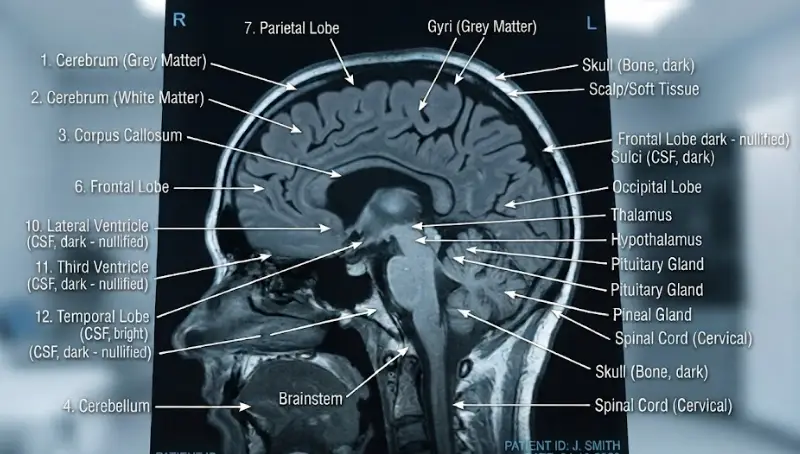 R
L
7. Parietal Lobe
Gyri (Grey Matter)
1. Cerebrum (Grey Matter)
2. Cerebrum (White Matter)
3. Corpus Callosum
6. Frontal Lobe
10. Lateral Ventricle
(CSF, dark - nullified)
11. Third Ventricle
(CSF, dark - nullified)
12. Temporal Lobe
(CSF, bright)
(CSF, dark - nullified)
4. Cerebellum
Brainstem
Skull (Bone, dark)
Scalp/Soft Tissue
Frontal Lobe dark - nullified)
Sulci (CSF, dark)
Occipital Lobe
Thalamus
Hypothalamus
Pituitary Gland
Pituitary Gland
Pineal Gland
Spinal Cord (Cervical)
Skull (Bone, dark)
Spinal Cord (Cervical)
PATIENT ID: J. SMITH